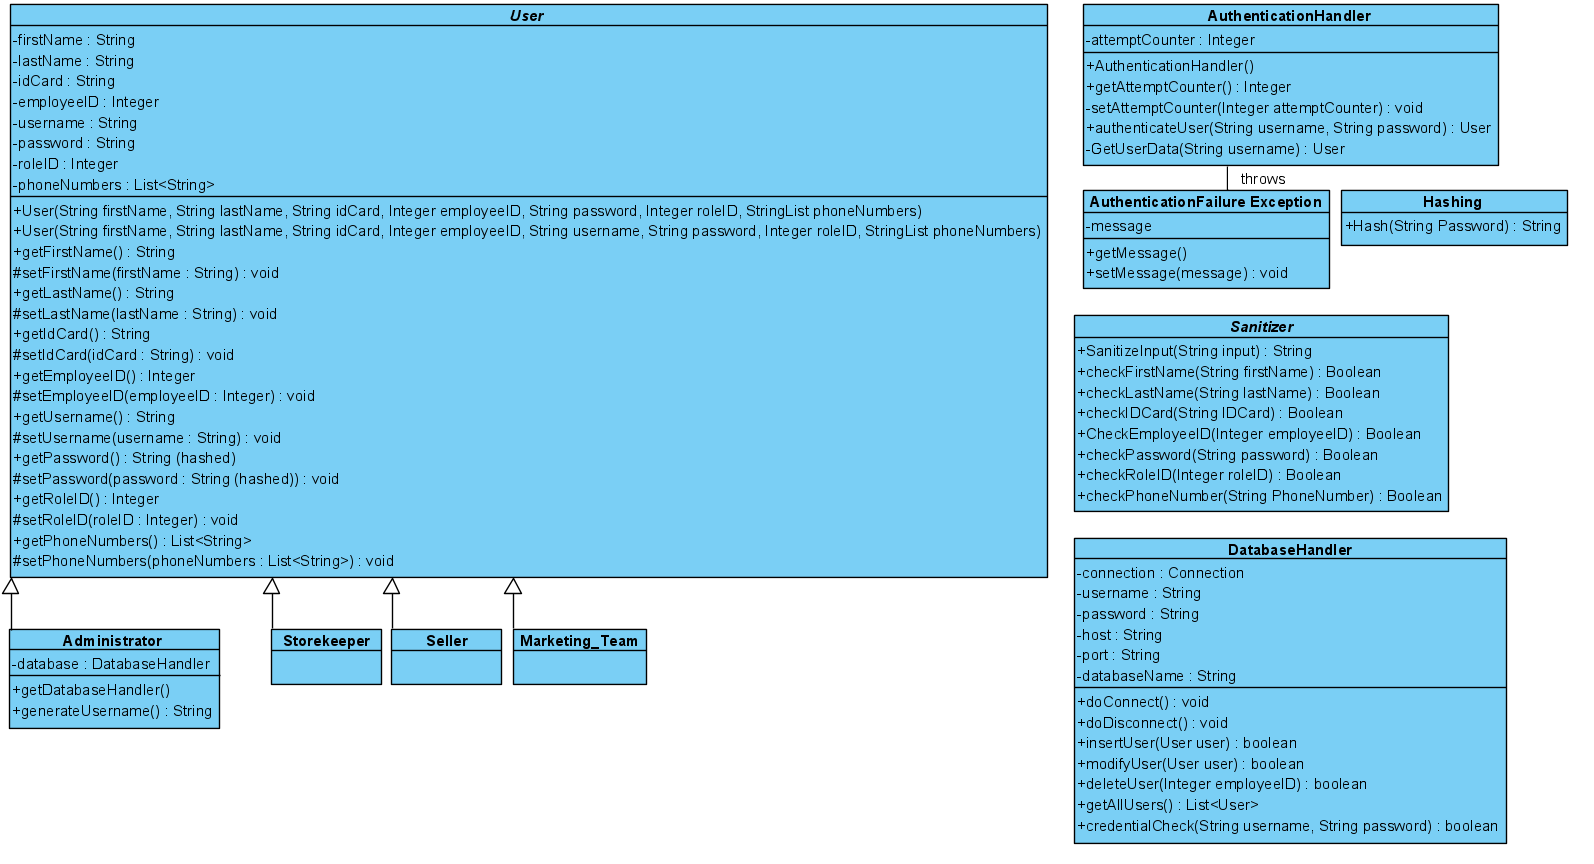 User
-firstName : String
-lastName : String
-idCard : String
-employeeID : Integer
-username : String
-password : String
-roleID : Integer
-phoneNumbers : List<String>
+User(String firstName, String lastName, String idCard, Integer employeeID, String password, Integer roleID, StringList phoneNumbers)
+User(String firstName, String lastName, String idCard, Integer employeeID, String username, String password, Integer roleID, StringList phoneNumbers)
+getFirstName() : String
#setFirstName(firstName : String) : void
+getLastName() : String
#setLastName(lastName : String) : void
+getIdCard() : String
#setIdCard(idCard : String) : void
+getEmployeeID() : Integer
#setEmployeeID(employeeID : Integer) : void
+getUsername() : String
#setUsername(username : String) : void
+getPassword() : String (hashed)
#setPassword(password : String (hashed)) : void
+getRoleID() : Integer
#setRoleID(roleID : Integer) : void
+getPhoneNumbers() : List<String>
#setPhoneNumbers(phoneNumbers : List<String>) : void
Administrator
-database : DatabaseHandler
+getDatabaseHandler()
+generateUsername() : String
Storekeeper
Seller
Marketing_Team
AuthenticationHandler
-attemptCounter : Integer
+AuthenticationHandler()
+getAttemptCounter() : Integer
-setAttemptCounter(Integer attemptCounter) : void
+authenticateUser(String username, String password) : User
-GetUserData(String username) : User
throws
AuthenticationFailure Exception
-message
+getMessage()
+setMessage(message) : void
Hashing
+Hash(String Password) : String
Sanitizer
+SanitizeInput(String input) : String
+checkFirstName(String firstName) : Boolean
+checkLastName(String lastName) : Boolean
+checkIDCard(String IDCard) : Boolean
+CheckEmployeeID(Integer employeeID) : Boolean
+checkPassword(String password) : Boolean
+checkRoleID(Integer roleID) : Boolean
+checkPhoneNumber(String PhoneNumber) : Boolean
DatabaseHandler
-connection : Connection
-username : String
-password : String
-host : String
-port : String
-databaseName : String
+doConnect() : void
+doDisconnect() : void
+insertUser(User user) : boolean
+modifyUser(User user) : boolean
+deleteUser(Integer employeeID) : boolean
+getAllUsers() : List<User>
+credentialCheck(String username, String password) : boolean